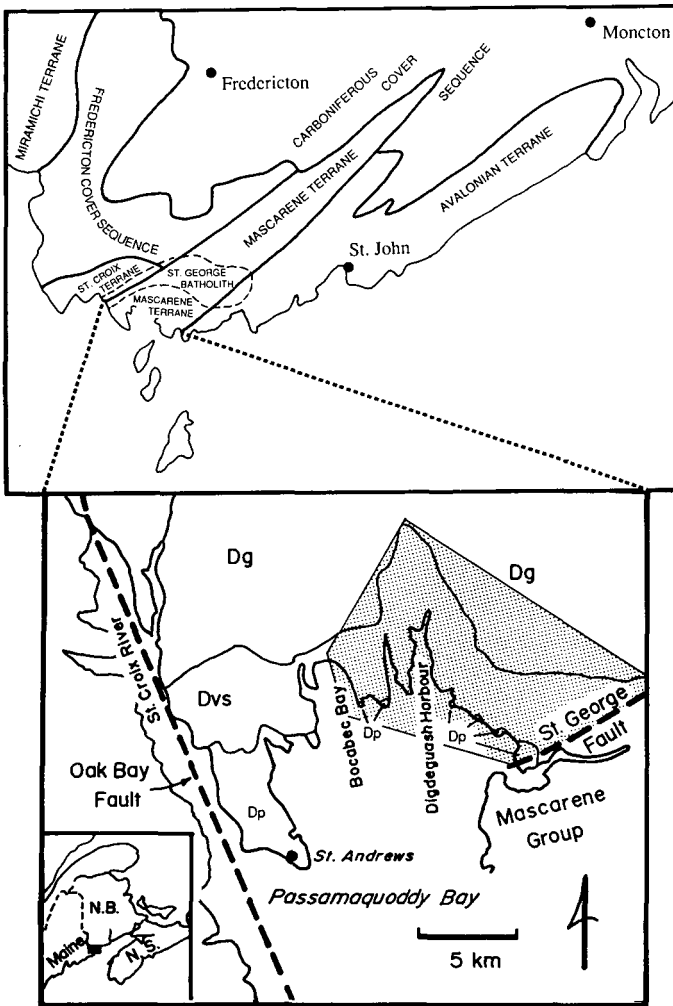 Moncton
Fredericton
MIRAMICHI TERRANE
FREDERICTON COVER SEQUENCE
CARBONIFEROUS COVER SEQUENCE
MASCARENE TERRANE
AVALONIAN TERRANE
St. John
ST. CROIX
TERRANE
ST. GEORGE
BATHOLITH
MASCARENE
TERRANE
Dg
Dg
St. Croix River
Dvs
Bocabec Bay
Dp
Digdeguash Harbour
Dp
St. George
Fault
Oak Bay
Fault
Dp
Mascarene
Group
St. Andrews
Passamaquoddy Bay
N.B.
Maine
N.S.
5 km